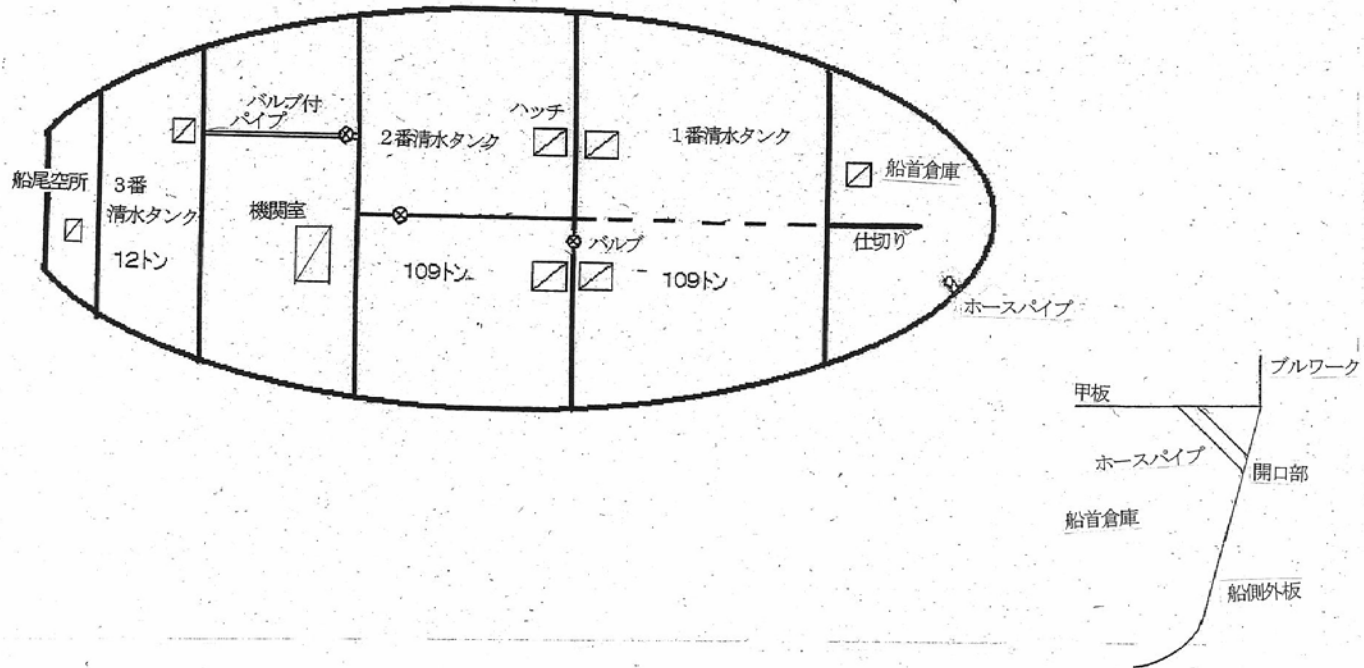 バルブ付
パイプ
ハッチ
2番清水タンク
1番清水タンク
船首倉庫
船尾空所
3番
清水タンク
機関室
仕切り
バルブ
12トン
109トン
109トン
ホースパイプ
ブルワーク
甲板
ホースパイプ
開口部
船首倉庫
船側外板